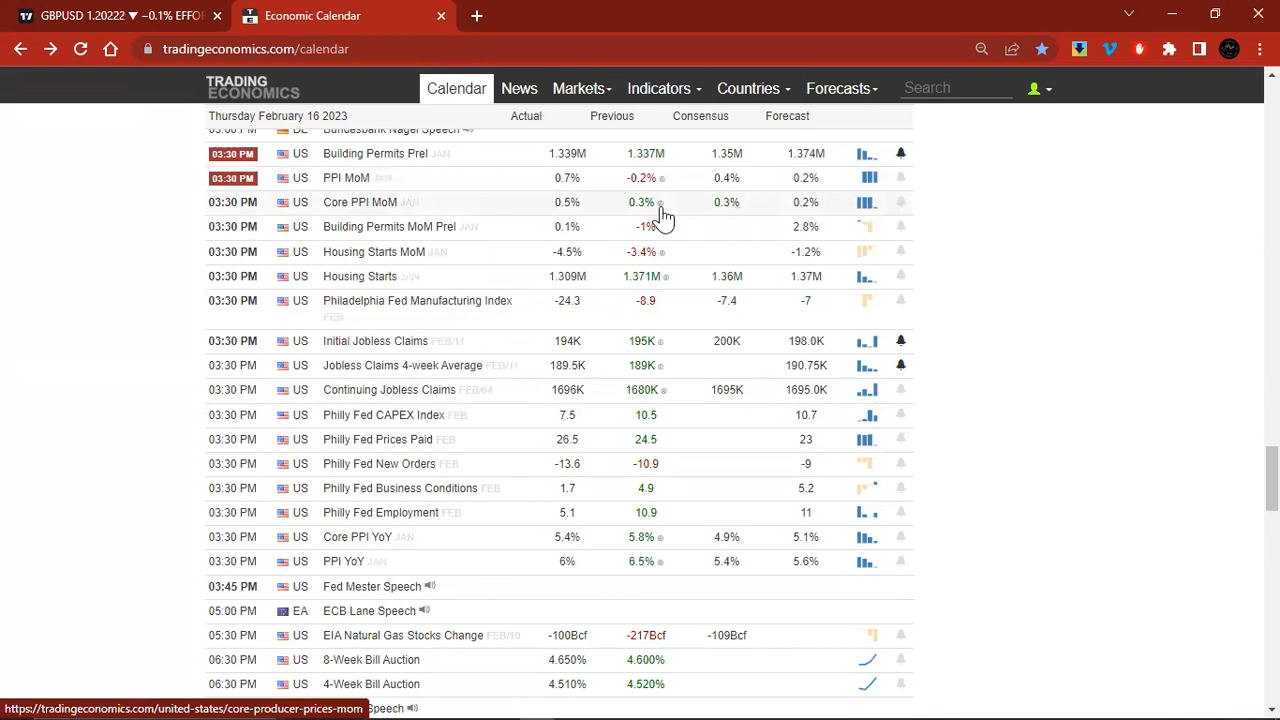 GBPUSD 1.20222 ▼ −0.1% EFFO
Economic Calendar
tradingeconomics.com/calendar
TRADING ECONOMICS
Calendar News Markets Indicators Countries Forecasts Search
Thursday February 16 2023 Actual Previous Consensus Forecast
DE Bundesbank Nagel Speech
03:30 PM US Building Permits Prel JAN 1.339M 1.337M 1.35M 1.374M
03:30 PM US PPI MoM JAN 0.7% -0.2% 0.4% 0.2%
03:30 PM US Core PPI MoM JAN 0.5% 0.3% 0.3% 0.2%
03:30 PM US Building Permits MoM Prel JAN 0.1% -1% 2.8%
03:30 PM US Housing Starts MoM JAN -4.5% -3.4% -1.2%
03:30 PM US Housing Starts JAN 1.309M 1.371M 1.36M 1.37M
03:30 PM US Philadelphia Fed Manufacturing Index -24.3 -8.9 -7.4 -7
FEB
03:30 PM US Initial Jobless Claims FEB/11 194K 195K 200K 198.0K
03:30 PM US Jobless Claims 4-week Average FEB/11 189.5K 189K 190.75K
03:30 PM US Continuing Jobless Claims FEB/04 1696K 1680K 1695K 1695.0K
03:30 PM US Philly Fed CAPEX Index FEB 7.5 10.5 10.7
03:30 PM US Philly Fed Prices Paid FEB 26.5 24.5 23
03:30 PM US Philly Fed New Orders FEB -13.6 -10.9 -9
03:30 PM US Philly Fed Business Conditions FEB 1.7 4.9 5.2
03:30 PM US Philly Fed Employment FEB 5.1 10.9 11
03:30 PM US Core PPI YoY JAN 5.4% 5.8% 4.9% 5.1%
03:30 PM US PPI YoY JAN 6% 6.5% 5.4% 5.6%
03:45 PM US Fed Mester Speech
05:00 PM EA ECB Lane Speech
05:30 PM US EIA Natural Gas Stocks Change FEB/10 -100Bcf -217Bcf -109Bcf
06:30 PM US 8-Week Bill Auction 4.650% 4.600%
06:30 PM US 4-Week Bill Auction 4.510% 4.520%
https://tradingeconomics.com/united-states/core-producer-prices-mom
Speech